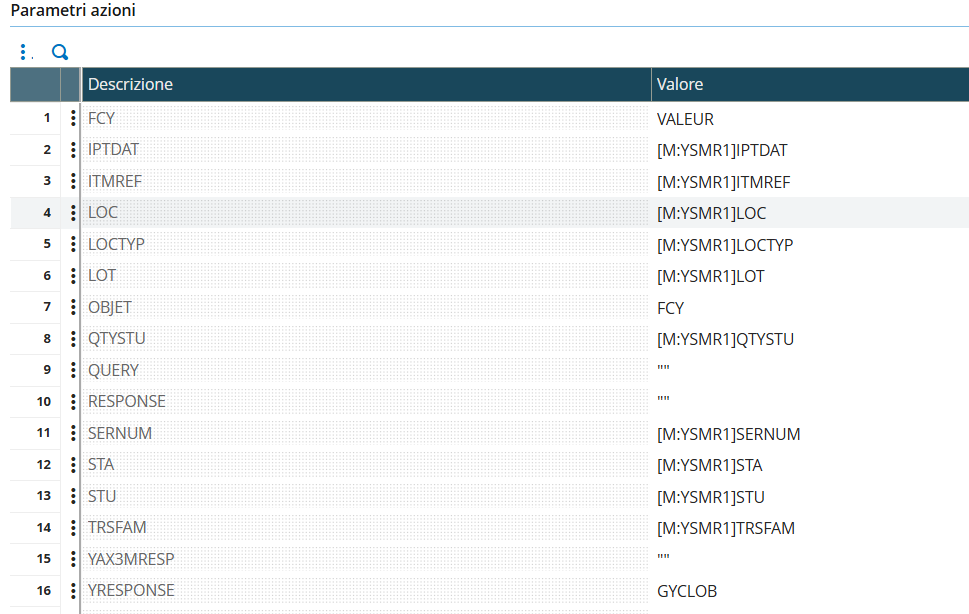 Parametri azioni
Descrizione Valore
1 FCY VALEUR
2 IPTDAT [M:YSMR1]IPTDAT
3 ITMREF [M:YSMR1]ITMREF
4 LOC [M:YSMR1]LOC
5 LOCTYP [M:YSMR1]LOCTYP
6 LOT [M:YSMR1]LOT
7 OBJET FCY
8 QTYSTU [M:YSMR1]QTYSTU
9 QUERY ""
10 RESPONSE ""
11 SERNUM [M:YSMR1]SERNUM
12 STA [M:YSMR1]STA
13 STU [M:YSMR1]STU
14 TRSFAM [M:YSMR1]TRSFAM
15 YAX3MRESP ""
16 YRESPONSE GYCLOB